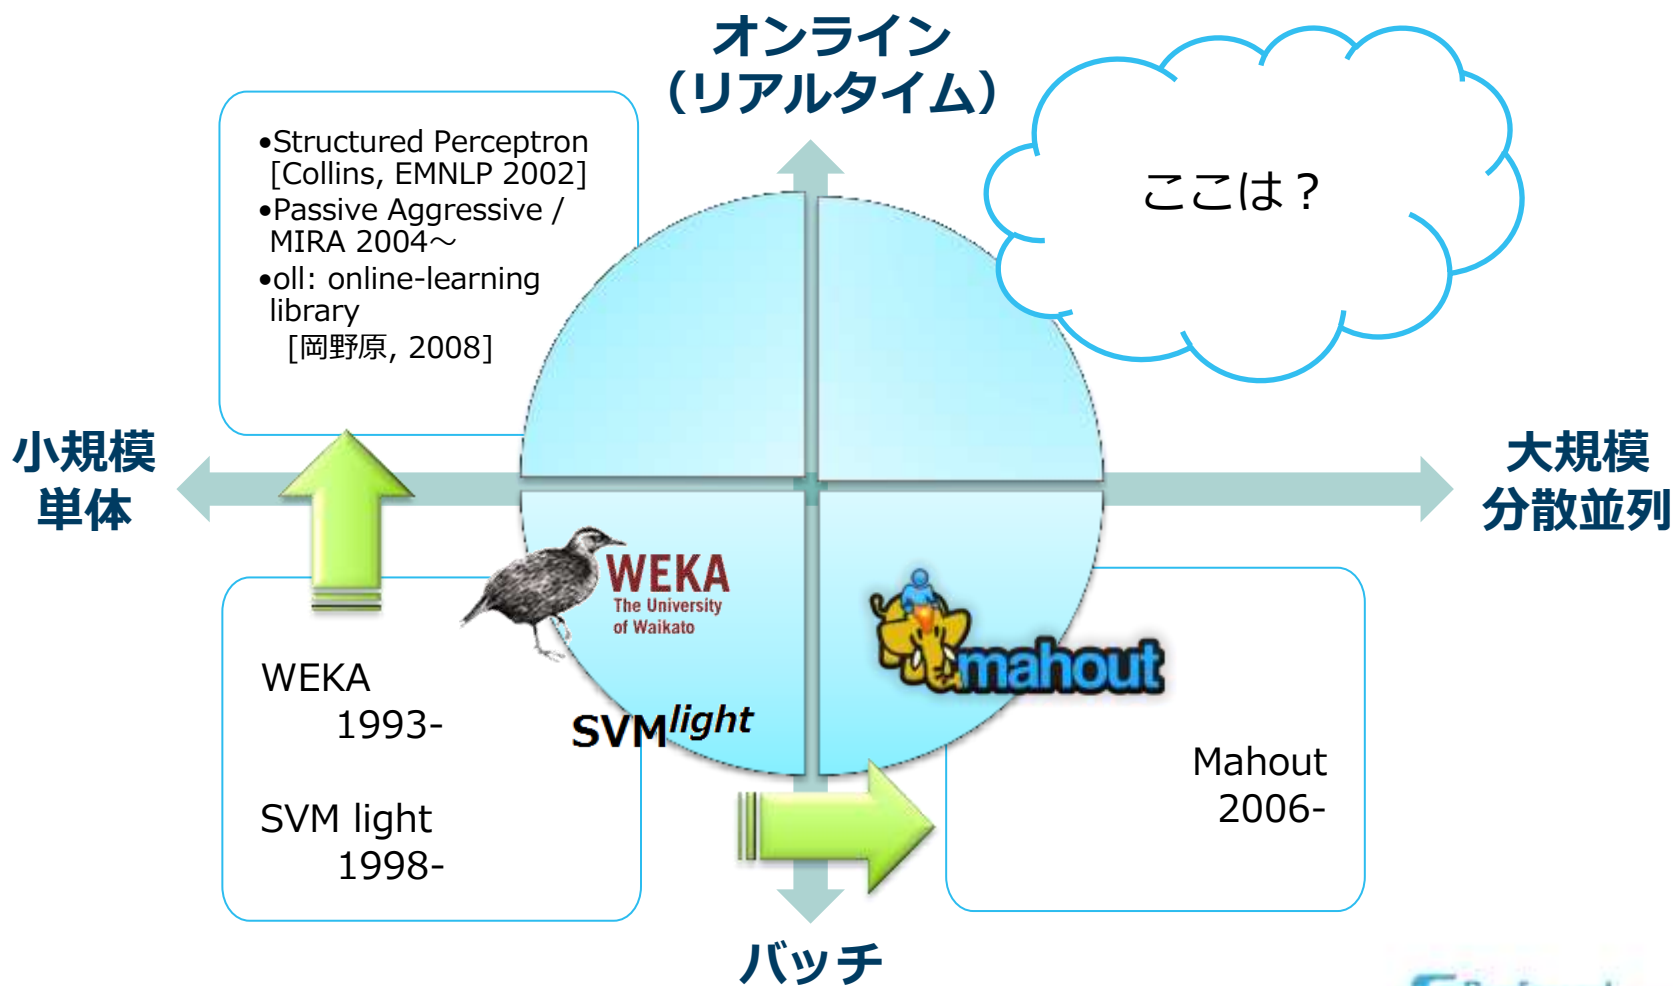 オンライン
（リアルタイム）
•Structured Perceptron
[Collins, EMNLP 2002]
•Passive Aggressive /
MIRA 2004～
•oll: online-learning
library
[岡野原, 2008]
ここは？
小規模
単体
大規模
分散並列
WEKA
The University
of Waikato
SVMlight
mahout
WEKA
1993-
SVM light
1998-
Mahout
2006-
バッチ